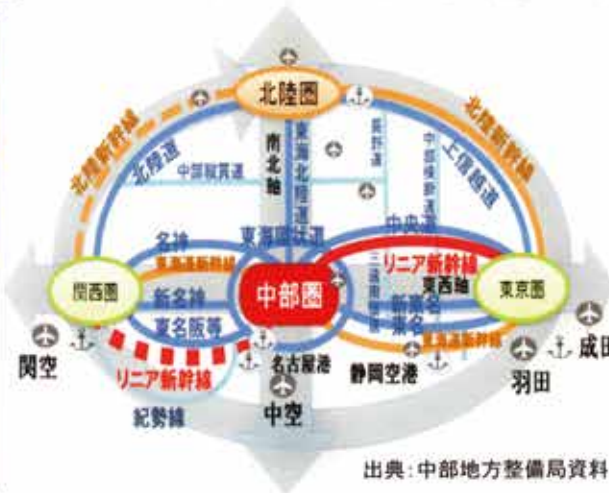 北陸圏
北陸新幹線
北陸新幹線
北陸道
南北軸
東海北陸道
長野道
中部横断道
上信越道
中部縦貫道
名神
東海環状道
中央道
東海道新幹線
リニア新幹線
関西圏
新名神
中部圏
三遠南信道
東西軸
東京圏
東名阪等
新東名
東名
東海道新幹線
関空
リニア新幹線
名古屋港
静岡空港
成田
羽田
紀勢線
中空
出典:中部地方整備局資料